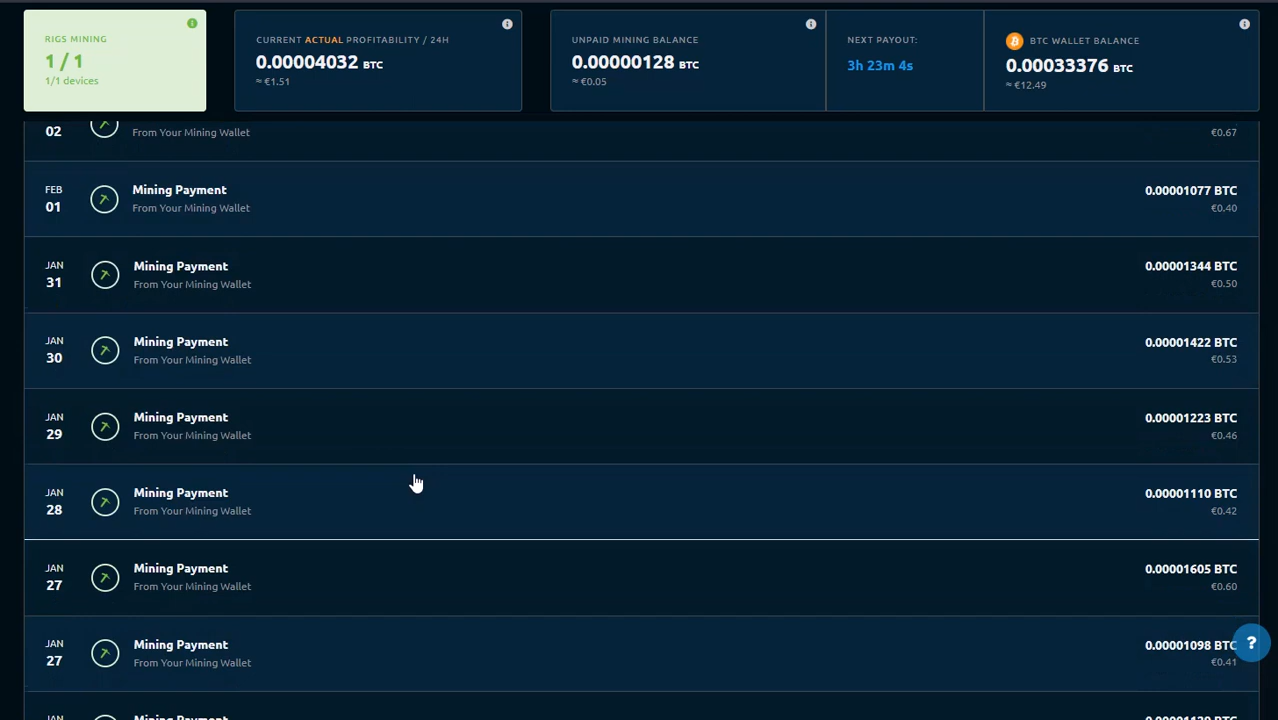 RIGS MINING
1 / 1
1/1 devices
CURRENT ACTUAL PROFITABILITY / 24H
0.00004032 BTC
≈ €1.51
UNPAID MINING BALANCE
0.00000128 BTC
≈ €0.05
NEXT PAYOUT:
3h 23m 4s
BTC WALLET BALANCE
0.00033376 BTC
≈ €12.49
02
From Your Mining Wallet
€0.67
FEB
01
Mining Payment
From Your Mining Wallet
0.00001077 BTC
€0.40
JAN
31
Mining Payment
From Your Mining Wallet
0.00001344 BTC
€0.50
JAN
30
Mining Payment
From Your Mining Wallet
0.00001422 BTC
€0.53
JAN
29
Mining Payment
From Your Mining Wallet
0.00001223 BTC
€0.46
JAN
28
Mining Payment
From Your Mining Wallet
0.00001110 BTC
€0.42
JAN
27
Mining Payment
From Your Mining Wallet
0.00001605 BTC
€0.60
JAN
27
Mining Payment
From Your Mining Wallet
0.00001098 BTC
€0.41
?
JAN
Mining Payment